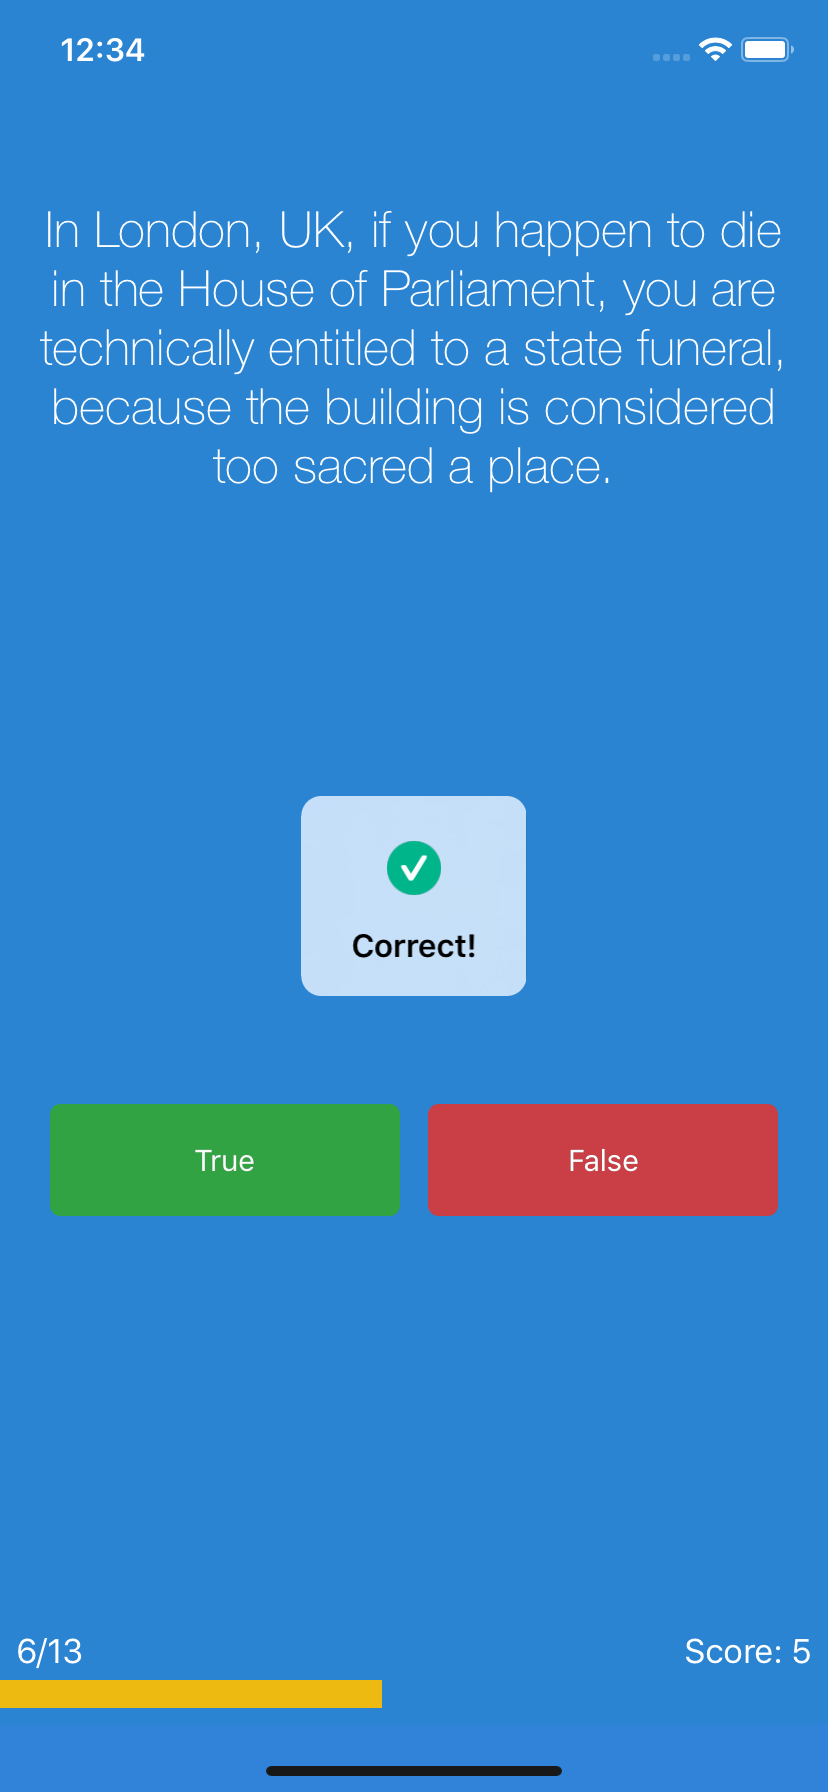 12:34
In London, UK, if you happen to die
in the House of Parliament, you are
technically entitled to a state funeral,
because the building is considered
too sacred a place.
Correct!
True
False
6/13
Score: 5